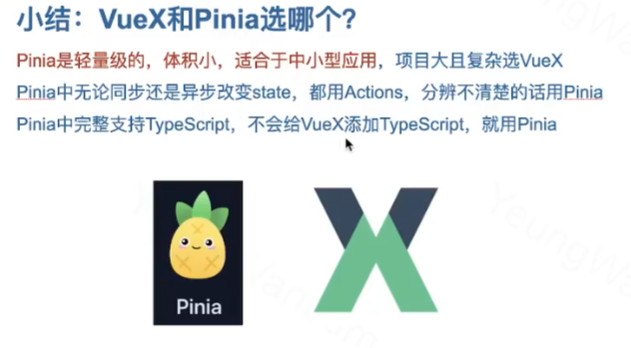 小结：VueX和Pinia选哪个？
Pinia是轻量级的，体积小，适合于中小型应用，项目大且复杂选VueX
Pinia中无论同步还是异步改变state，都用Actions，分辨不清楚的话用Pinia
Pinia中完整支持TypeScript，不会给VueX添加TypeScript，就用Pinia
Pinia